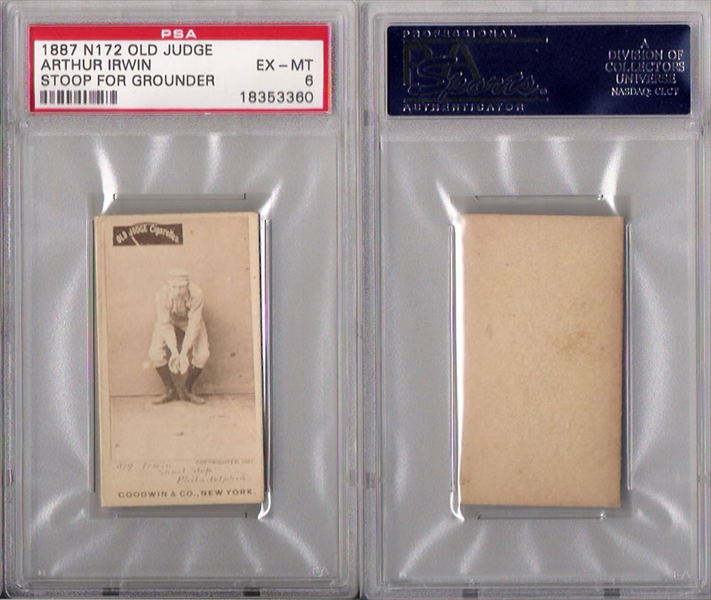 PSA
1887 N172 OLD JUDGE
ARTHUR IRWIN EX - MT
STOOP FOR GROUNDER 6
18353360
OLD JUDGE Cigarettes.
Irwin
Short Stop
Philadelphia
GOODWIN & CO., NEW YORK.
PROFESSIONAL
PSA
Sports
AUTHENTICATOR
A
DIVISION OF
COLLECTORS
UNIVERSE
NASDAQ: CLCT